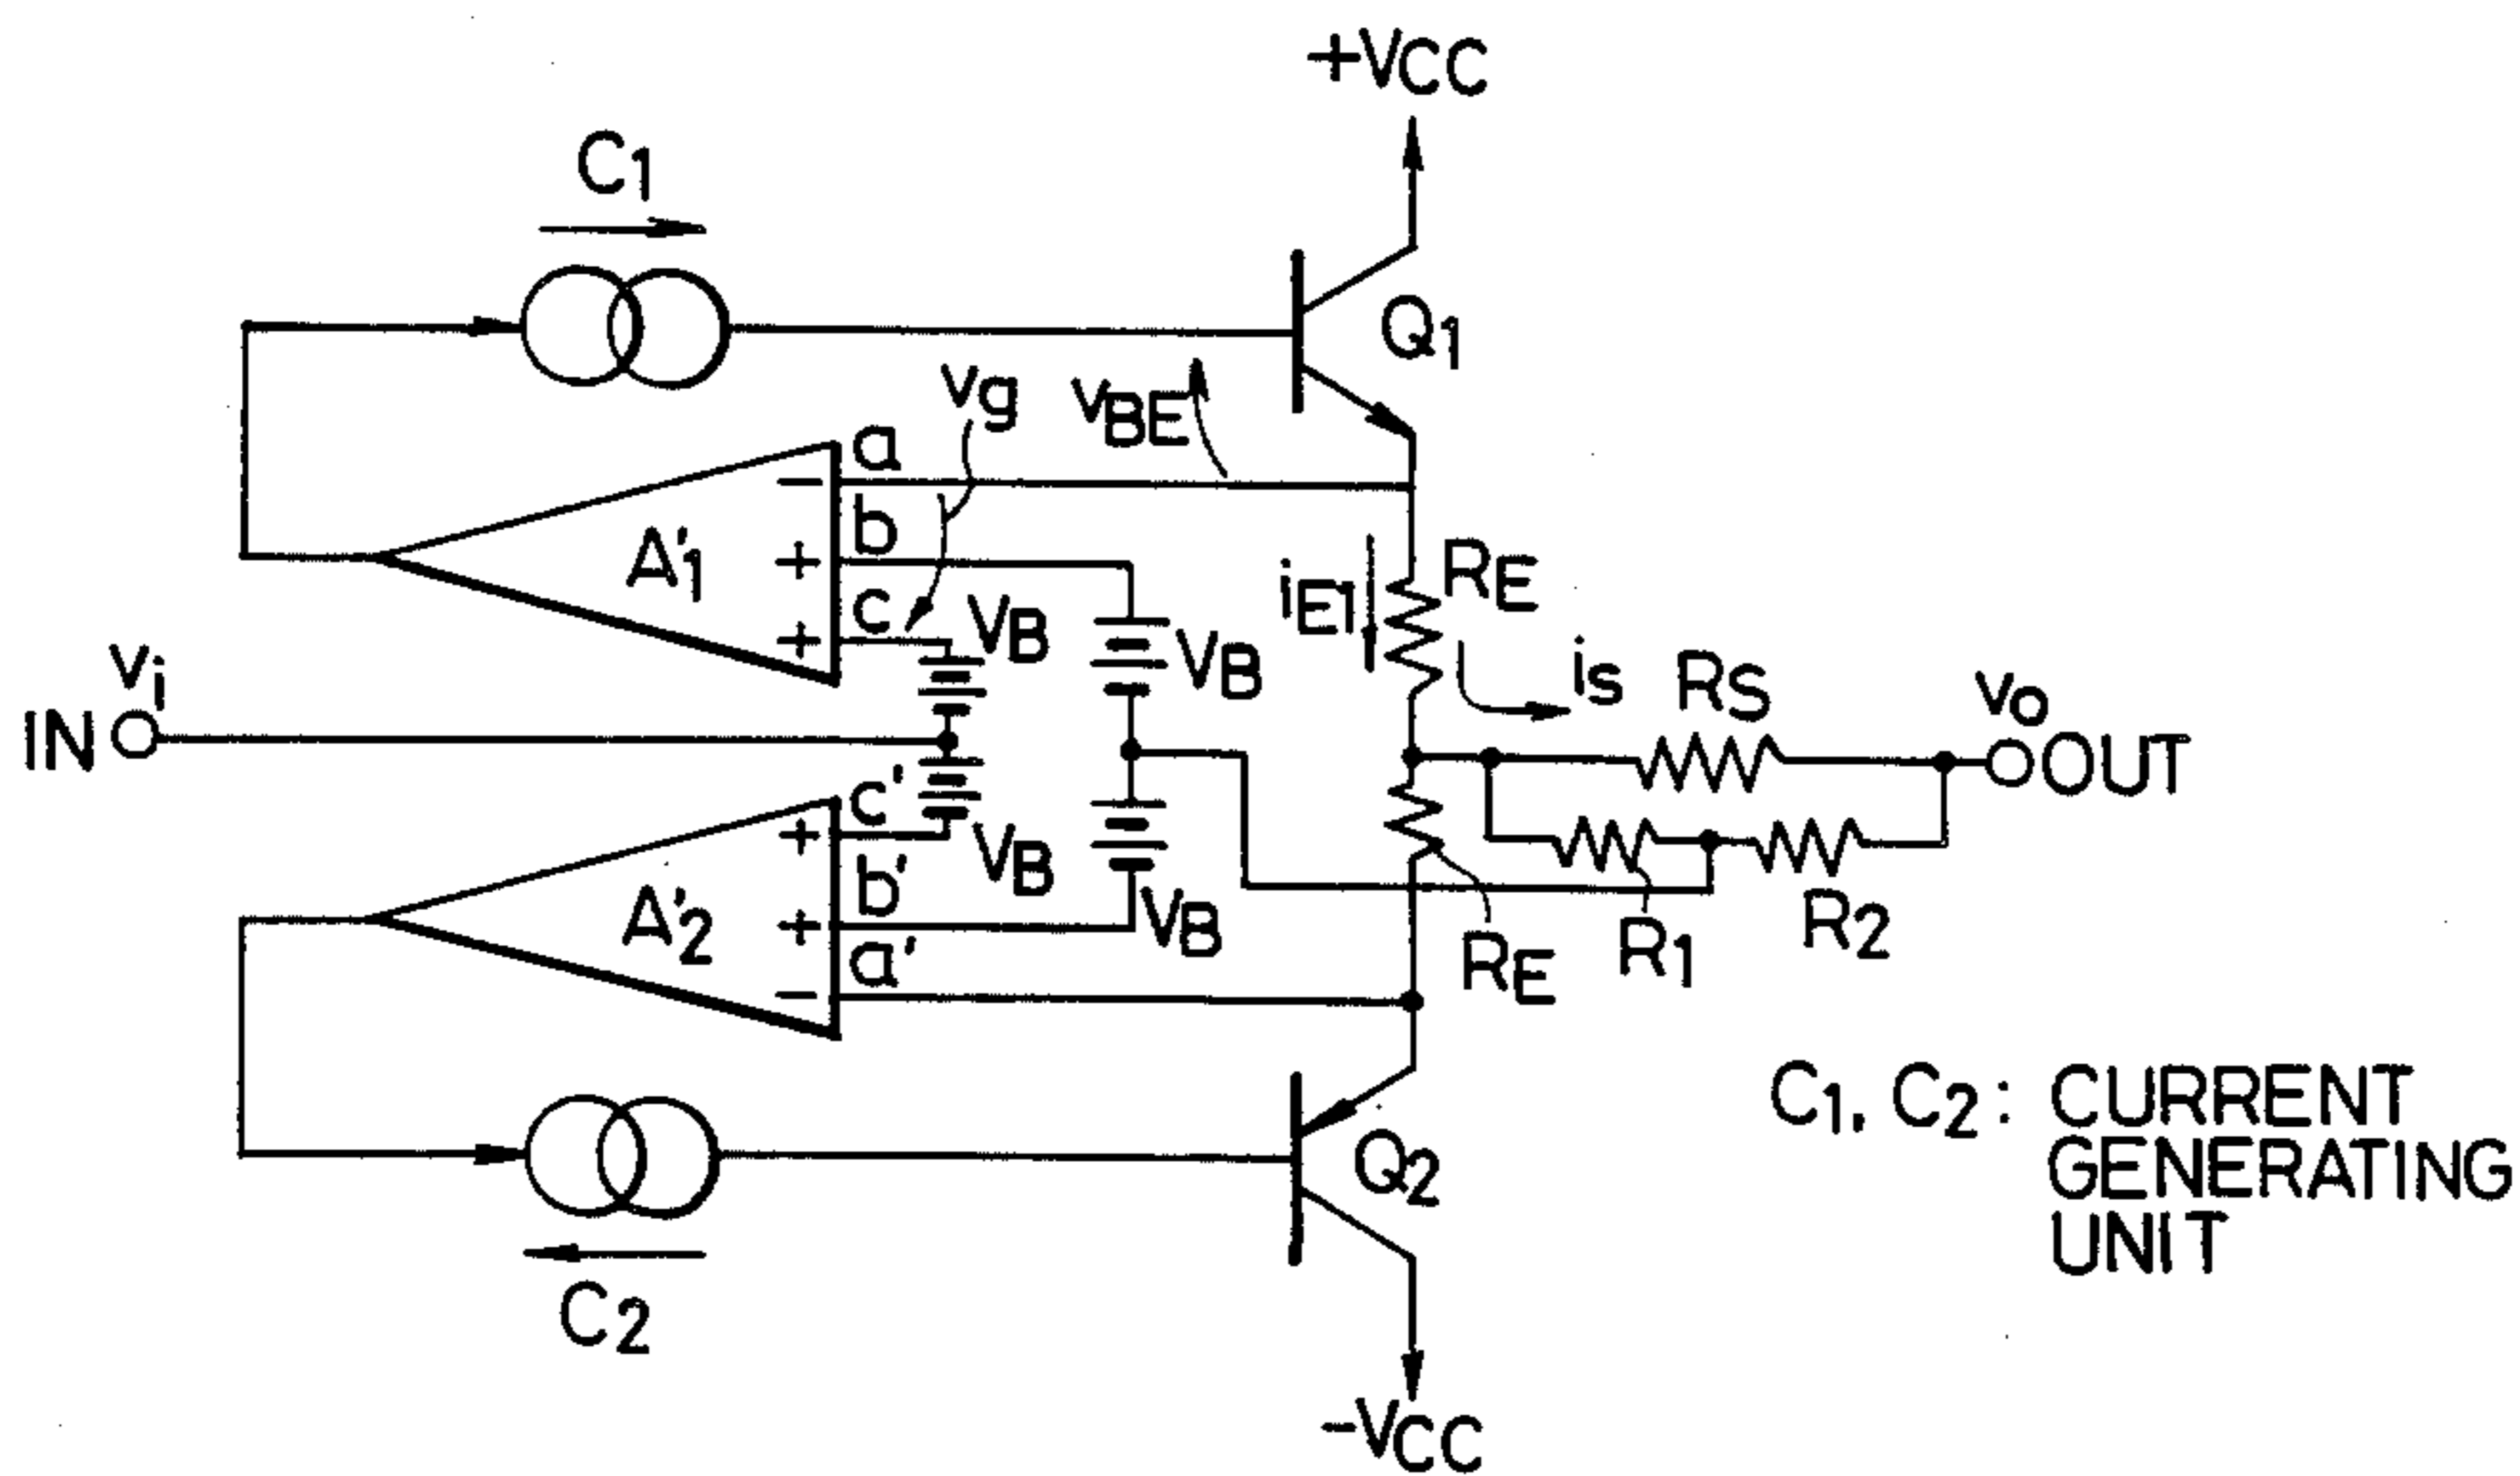 +VCC
C1
Q1
vg
vBE
a
−
b
A'1
+
c
+
VB
VB
iE1
RE
is
RS
vi
IN
vo
OUT
c'
+
VB
b'
A'2
+
VB
a'
−
RE
R1
R2
Q2
C2
C1, C2 : CURRENT
GENERATING
UNIT
-VCC